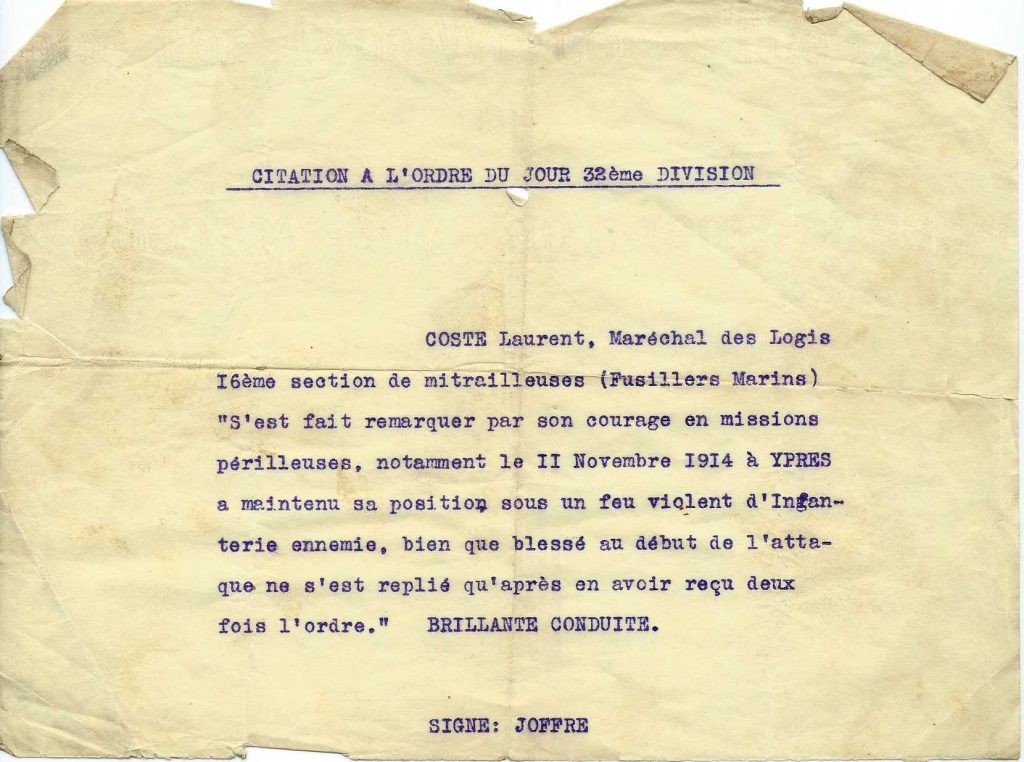 CITATION A L'ORDRE DU JOUR 32ème DIVISION
COSTE Laurent, Maréchal des Logis
I6ème section de mitrailleuses (Fusillers Marins)
"S'est fait remarquer par son courage en missions
périlleuses, notamment le II Novembre I9I4 à YPRES
a maintenu sa position sous un feu violent d'Infan-
terie ennemie, bien que blessé au début de l'atta-
que ne s'est replié qu'après en avoir reçu deux
fois l'ordre." BRILLANTE CONDUITE.
SIGNE: JOFFRE